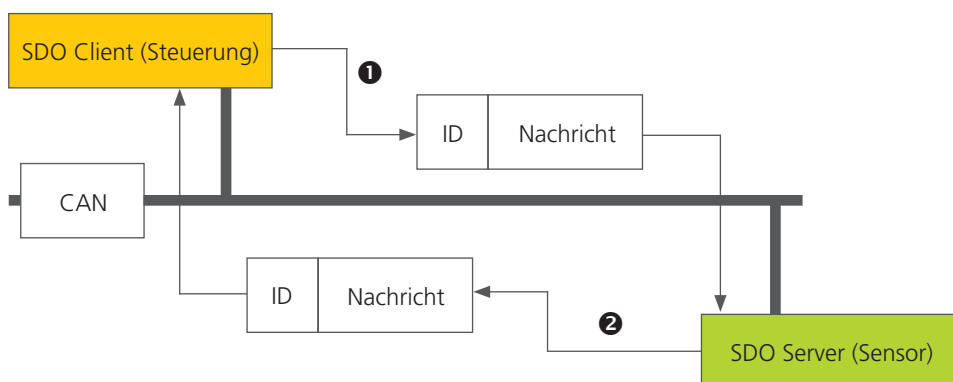 SDO Client (Steuerung)
❶
ID Nachricht
CAN
ID Nachricht
❷
SDO Server (Sensor)